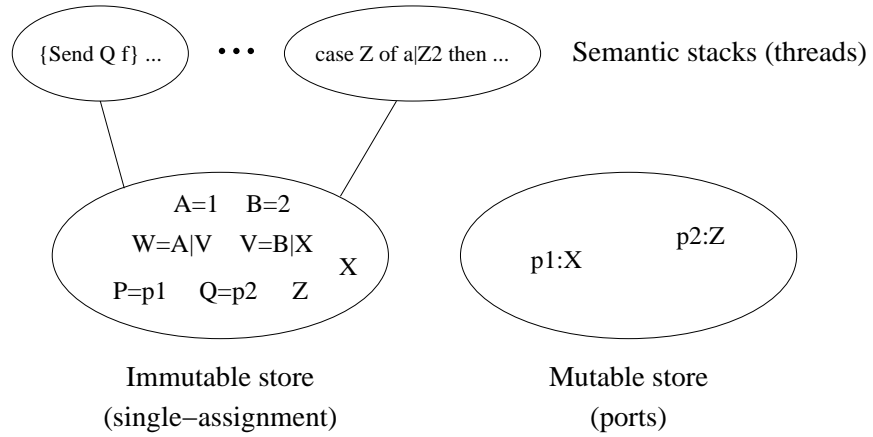 {Send Q f} ...
...
case Z of a|Z2 then ...
Semantic stacks (threads)
A=1 B=2
W=A|V V=B|X
X
P=p1 Q=p2 Z
p1:X
p2:Z
Immutable store
(single−assignment)
Mutable store
(ports)